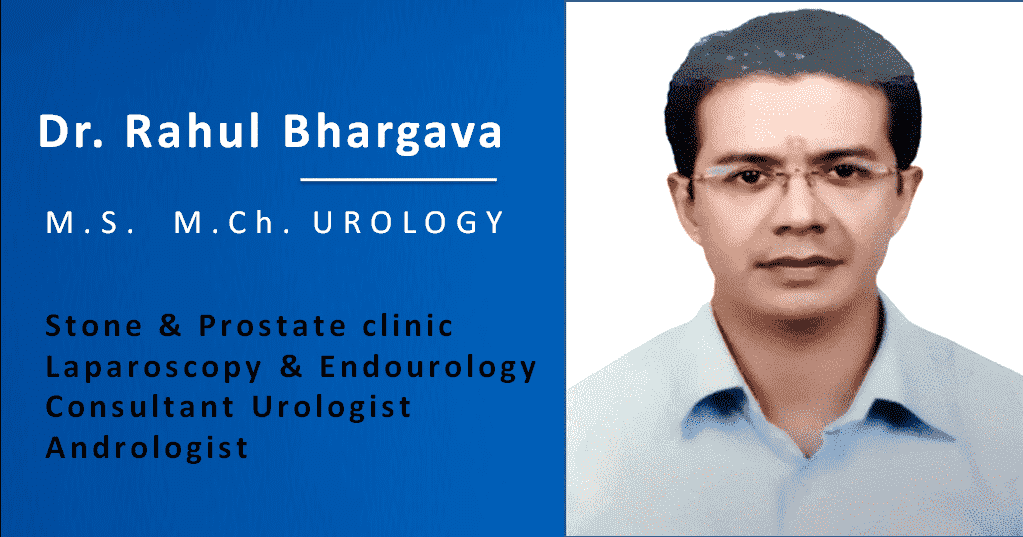 Dr. Rahul Bhargava
M.S. M.Ch. UROLOGY
Stone & Prostate clinic
Laparoscopy & Endourology
Consultant Urologist
Andrologist